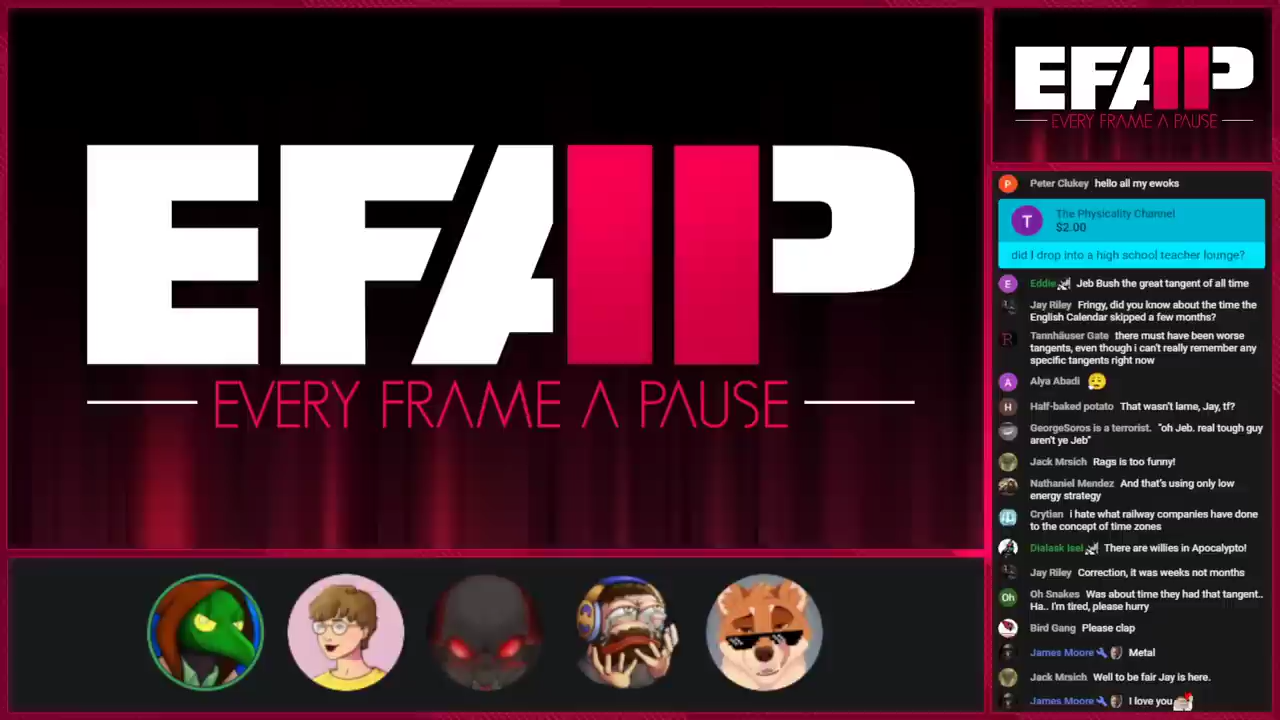 EFAP
EVERY FRAME A PAUSE
EFAP
EVERY FRAME A PAUSE
P
Peter Clukey hello all my ewoks
T
The Physicality Channel
$2.00
did I drop into a high school teacher lounge?
E
Eddie Jeb Bush the great tangent of all time
Jay Riley Fringy, did you know about the time the
English Calendar skipped a few months?
R
Tannhäuser Gate there must have been worse
tangents, even though i can't really remember any
specific tangents right now
A
Alya Abadi
H
Half-baked potato That wasn't lame, Jay, tf?
GeorgeSoros is a terrorist. "oh Jeb. real tough guy
aren't ye Jeb"
Jack Mrsich Rags is too funny!
Nathaniel Mendez And that's using only low
energy strategy
Crytian i hate what railway companies have done
to the concept of time zones
Dialask Isel There are willies in Apocalypto!
Jay Riley Correction, it was weeks not months
Oh
Oh Snakes Was about time they had that tangent..
Ha.. I'm tired, please hurry
Bird Gang Please clap
James Moore Metal
Jack Mrsich Well to be fair Jay is here.
James Moore I love you